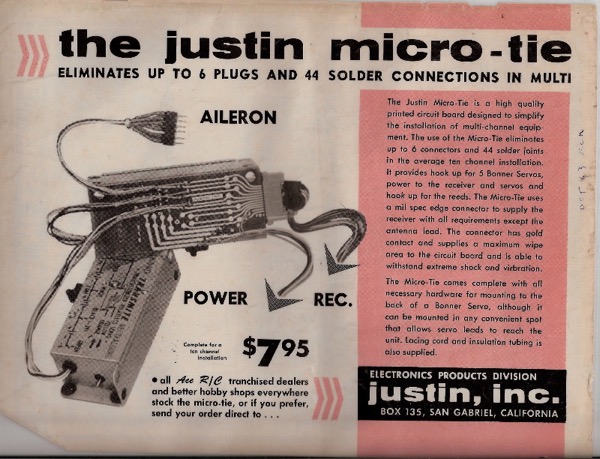 the justin micro-tie
ELIMINATES UP TO 6 PLUGS AND 44 SOLDER CONNECTIONS IN MULTI
AILERON
POWER
REC.
Complete for a
ten channel
installation
$7 95
• all Ace R/C tranchised dealers
and better hobby shops everywhere
stock the micro-tie, or if you prefer,
send your order direct to . . .
The Justin Micro-Tie is a high quality
printed circuit board designed to simplify
the installation of multi-channel equip-
ment. The use of the Micro-Tie eliminates
up to 6 connectors and 44 solder joints
in the average ten channel installation.
It provides hook up for 5 Bonner Servos,
power to the receiver and servos and
hook up for the reeds. The Micro-Tie uses
a mil spec edge connector to supply the
receiver with all requirements except the
antenna lead. The connector has gold
contact and supplies a maximum wipe
area to the circuit board and is able to
withstand extreme shock and virbration.
The Micro-Tie comes complete with all
necessary hardware for mounting to the
back of a Bonner Servo, although it
can be mounted in any convenient spot
that allows servo leads to reach the
unit. Lacing cord and insulation tubing is
also supplied.
ELECTRONICS PRODUCTS DIVISION
justin, inc.
BOX 135, SAN GABRIEL, CALIFORNIA